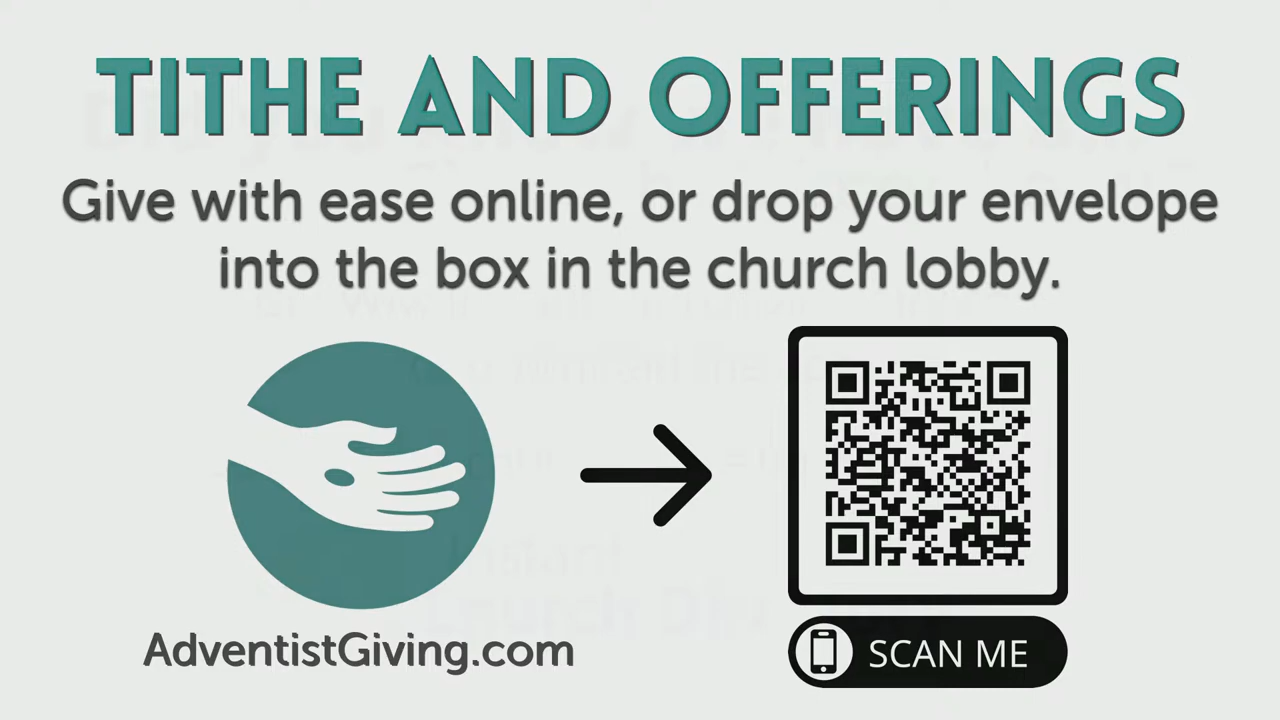 TITHE AND OFFERINGS
Give with ease online, or drop your envelope
into the box in the church lobby.
AdventistGiving.com
SCAN ME